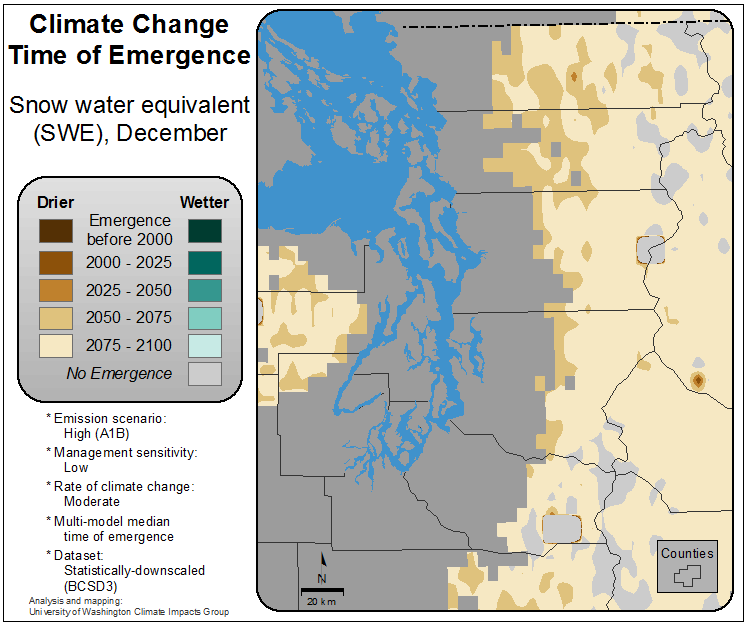 Climate Change
Time of Emergence
Snow water equivalent
(SWE), December
Drier
Wetter
Emergence
before 2000
2000 - 2025
2025 - 2050
2050 - 2075
2075 - 2100
No Emergence
* Emission scenario:
High (A1B)
* Management sensitivity:
Low
* Rate of climate change:
Moderate
* Multi-model median
time of emergence
* Dataset:
Statistically-downscaled
(BCSD3)
Analysis and mapping:
University of Washington Climate Impacts Group
N
20 km
Counties